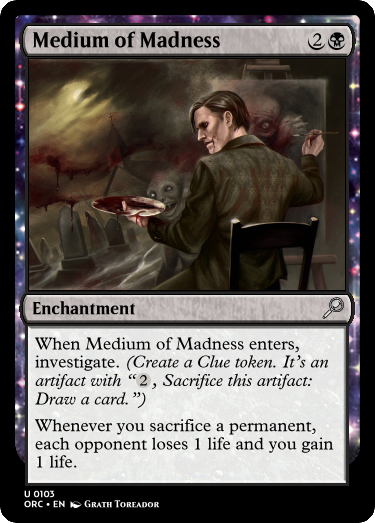 Medium of Madness 2
Enchantment
When Medium of Madness enters,
investigate. (Create a Clue token. It's an
artifact with “2, Sacrifice this artifact:
Draw a card.”)
Whenever you sacrifice a permanent,
each opponent loses 1 life and you gain
1 life.
U 0103
ORC • EN Grath Toreador